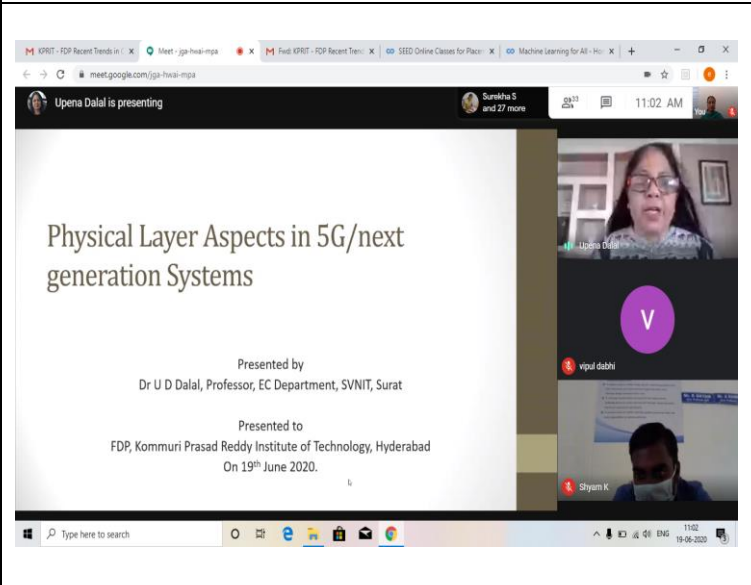 KPRIT - FDP Recent Trends in
Meet - jga-hwai-mpa
Fwd: KPRIT - FDP Recent Trend
SEED Online Classes for Placer
Machine Learning for All - Ho
meet.google.com/jga-hwai-mpa
Upena Dalal is presenting
Surekha S
and 27 more
33
11:02 AM
You
Physical Layer Aspects in 5G/next
generation Systems
Presented by
Dr U D Dalal, Professor, EC Department, SVNIT, Surat
Presented to
FDP, Kommuri Prasad Reddy Institute of Technology, Hyderabad
On 19th June 2020.
Upena Dalal
V
vipul dabhi
Shyam K
Type here to search
ENG
11:02
19-06-2020